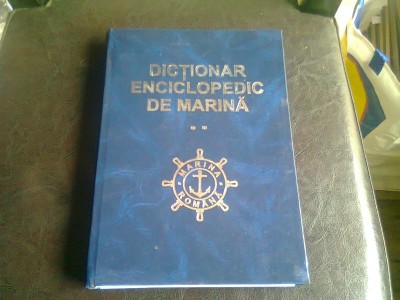 DICȚIONAR
ENCICLOPEDIC
DE MARINĂ
**
MARINA
ROMÂNĂ